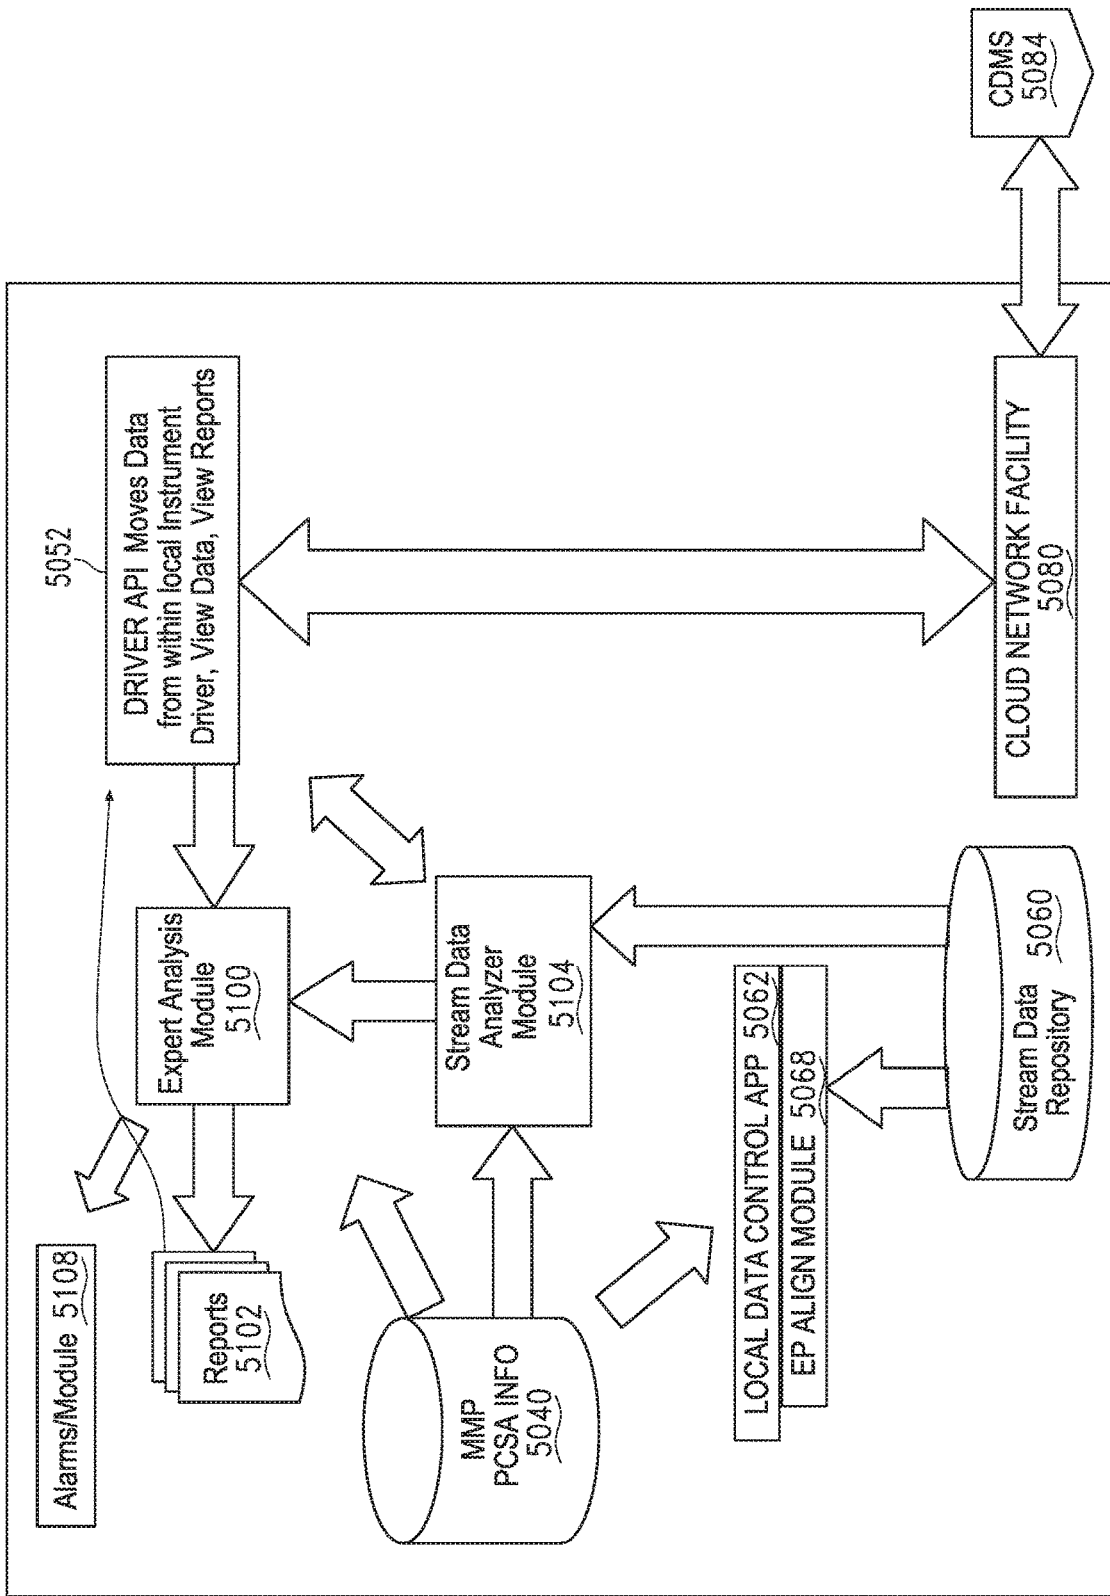 5052
DRIVER API Moves Data
from within local Instrument
Driver, View Data, View Reports
Alarms/Module 5108
Reports
5102
Expert Analysis
Module
5100
MMP
PCSA INFO
5040
Stream Data
Analyzer
Module
5104
LOCAL DATA CONTROL APP 5062
EP ALIGN MODULE 5068
Stream Data
Repository
5060
CLOUD NETWORK FACILITY
5080
CDMS
5084